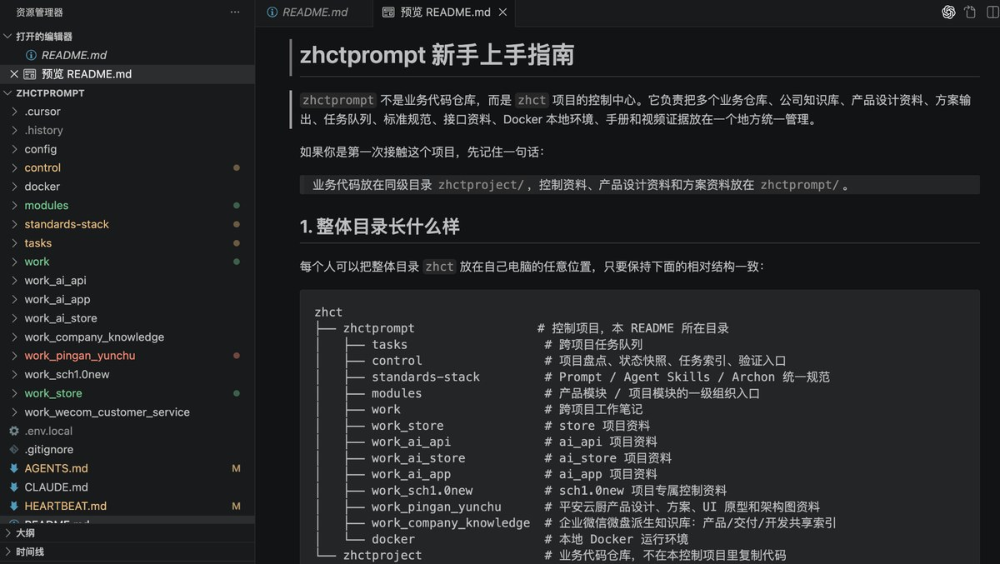 资源管理器
打开的编辑器
README.md
预览 README.md
ZHCTPROMPT
.cursor
.history
config
control
docker
modules
standards-stack
tasks
work
work_ai_api
work_ai_app
work_ai_store
work_company_knowledge
work_pingan_yunchu
work_sch1.0new
work_store
work_wecom_customer_service
.env.local
.gitignore
AGENTS.md M
CLAUDE.md
HEARTBEAT.md M
README.md
大纲
时间线
README.md
预览 README.md
zhctprompt 新手上手指南
zhctprompt 不是业务代码仓库，而是 zhct 项目的控制中心。它负责把多个业务仓库、公司知识库、产品设计资料、方案输
出、任务队列、标准规范、接口资料、Docker 本地环境、手册和视频证据放在一个地方统一管理。
如果你是第一次接触这个项目，先记住一句话：
业务代码放在同级目录 zhctproject/，控制资料、产品设计资料和方案资料放在 zhctprompt/。
1. 整体目录长什么样
每个人可以把整体目录 zhct 放在自己电脑的任意位置，只要保持下面的相对结构一致：
zhct
├── zhctprompt # 控制项目，本 README 所在目录
│   ├── tasks # 跨项目任务队列
│   ├── control # 项目盘点、状态快照、任务索引、验证入口
│   ├── standards-stack # Prompt / Agent Skills / Archon 统一规范
│   ├── modules # 产品模块 / 项目模块的一级组织入口
│   ├── work # 跨项目工作笔记
│   ├── work_store # store 项目资料
│   ├── work_ai_api # ai_api 项目资料
│   ├── work_ai_store # ai_store 项目资料
│   ├── work_ai_app # ai_app 项目资料
│   ├── work_sch1.0new # sch1.0new 项目专属控制资料
│   ├── work_pingan_yunchu # 平安云厨产品设计、方案、UI 原型和架构图资料
│   ├── work_company_knowledge # 企业微信微盘派生知识库：产品/交付/开发共享索引
│   └── docker # 本地 Docker 运行环境
└── zhctproject # 业务代码仓库，不在本控制项目里复制代码